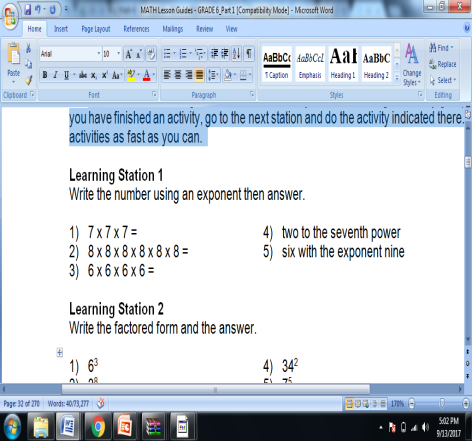 MATH Lesson Guides - GRADE 6_Part 1 [Compatibility Mode] - Microsoft Word
Home Insert Page Layout References Mailings Review View
Paste
Arial
10
AaBbCc AaBbCcL AaI AaBbC
¶ Caption Emphasis Heading 1 Heading 2
Change Styles
Find
Replace
Select
Clipboard Font Paragraph Styles Editing
you have finished an activity, go to the next station and do the activity indicated there.
activities as fast as you can.
Learning Station 1
Write the number using an exponent then answer.
1) 7 x 7 x 7 =
2) 8 x 8 x 8 x 8 x 8 x 8 =
3) 6 x 6 x 6 x 6 =
4) two to the seventh power
5) six with the exponent nine
Learning Station 2
Write the factored form and the answer.
1) 6³
4) 34²
Page: 32 of 270 Words: 40/73,277
170%
5:02 PM
9/13/2017